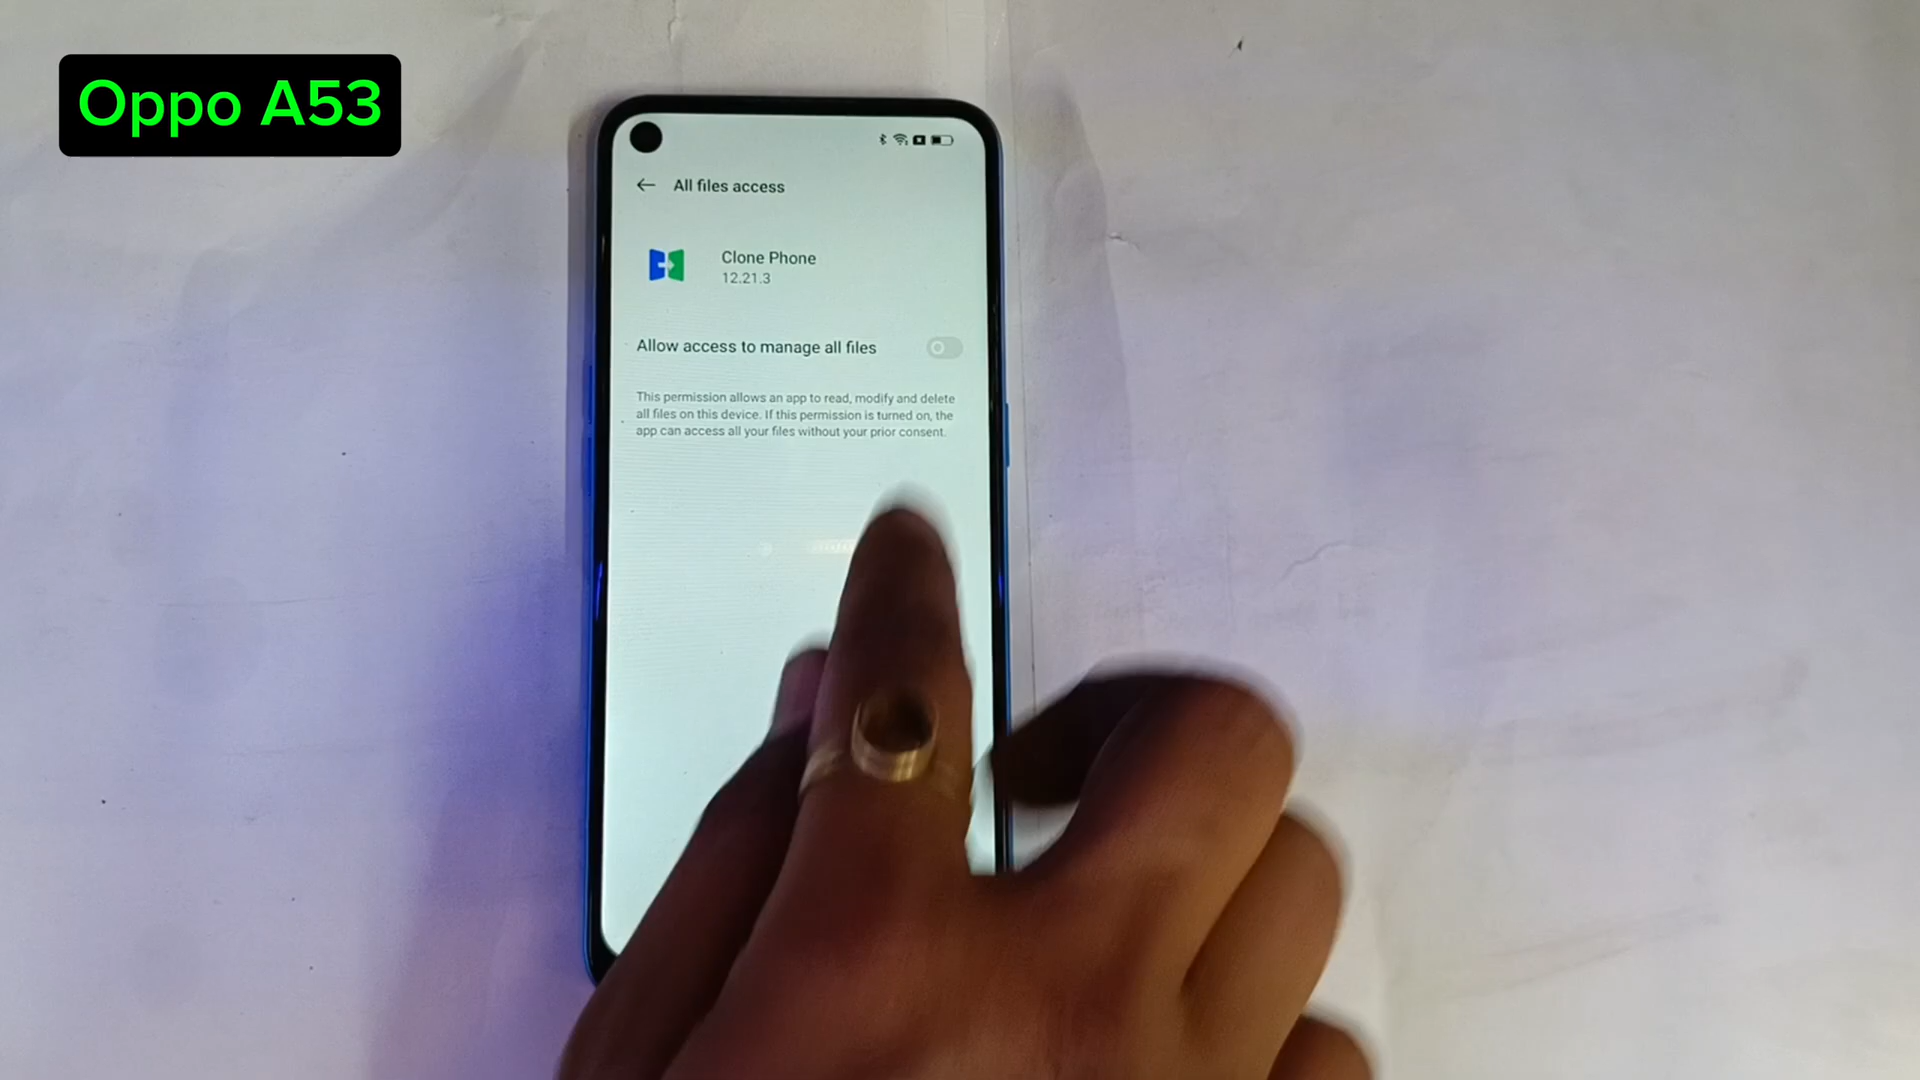 Oppo A53
All files access
Clone Phone
12.21.3
Allow access to manage all files
This permission allows an app to read, modify and delete
all files on this device. If this permission is turned on, the
app can access all your files without your prior consent.